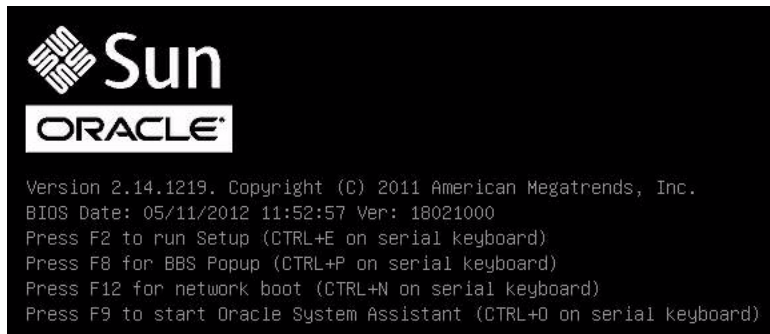 Sun
ORACLE
Version 2.14.1219. Copyright (C) 2011 American Megatrends, Inc.
BIOS Date: 05/11/2012 11:52:57 Ver: 18021000
Press F2 to run Setup (CTRL+E on serial keyboard)
Press F8 for BBS Popup (CTRL+P on serial keyboard)
Press F12 for network boot (CTRL+N on serial keyboard)
Press F9 to start Oracle System Assistant (CTRL+O on serial keyboard)